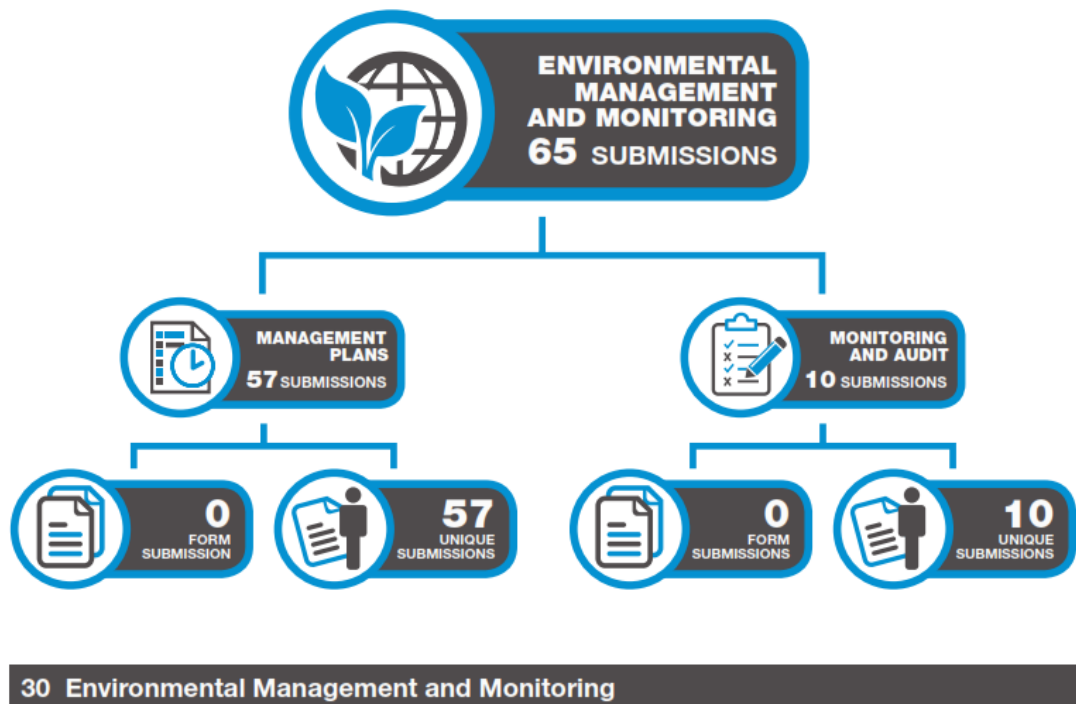 ENVIRONMENTAL
MANAGEMENT
AND MONITORING
65 SUBMISSIONS
MANAGEMENT
PLANS
57 SUBMISSIONS
MONITORING
AND AUDIT
10 SUBMISSIONS
0
FORM
SUBMISSION
57
UNIQUE
SUBMISSIONS
0
FORM
SUBMISSIONS
10
UNIQUE
SUBMISSIONS
30 Environmental Management and Monitoring